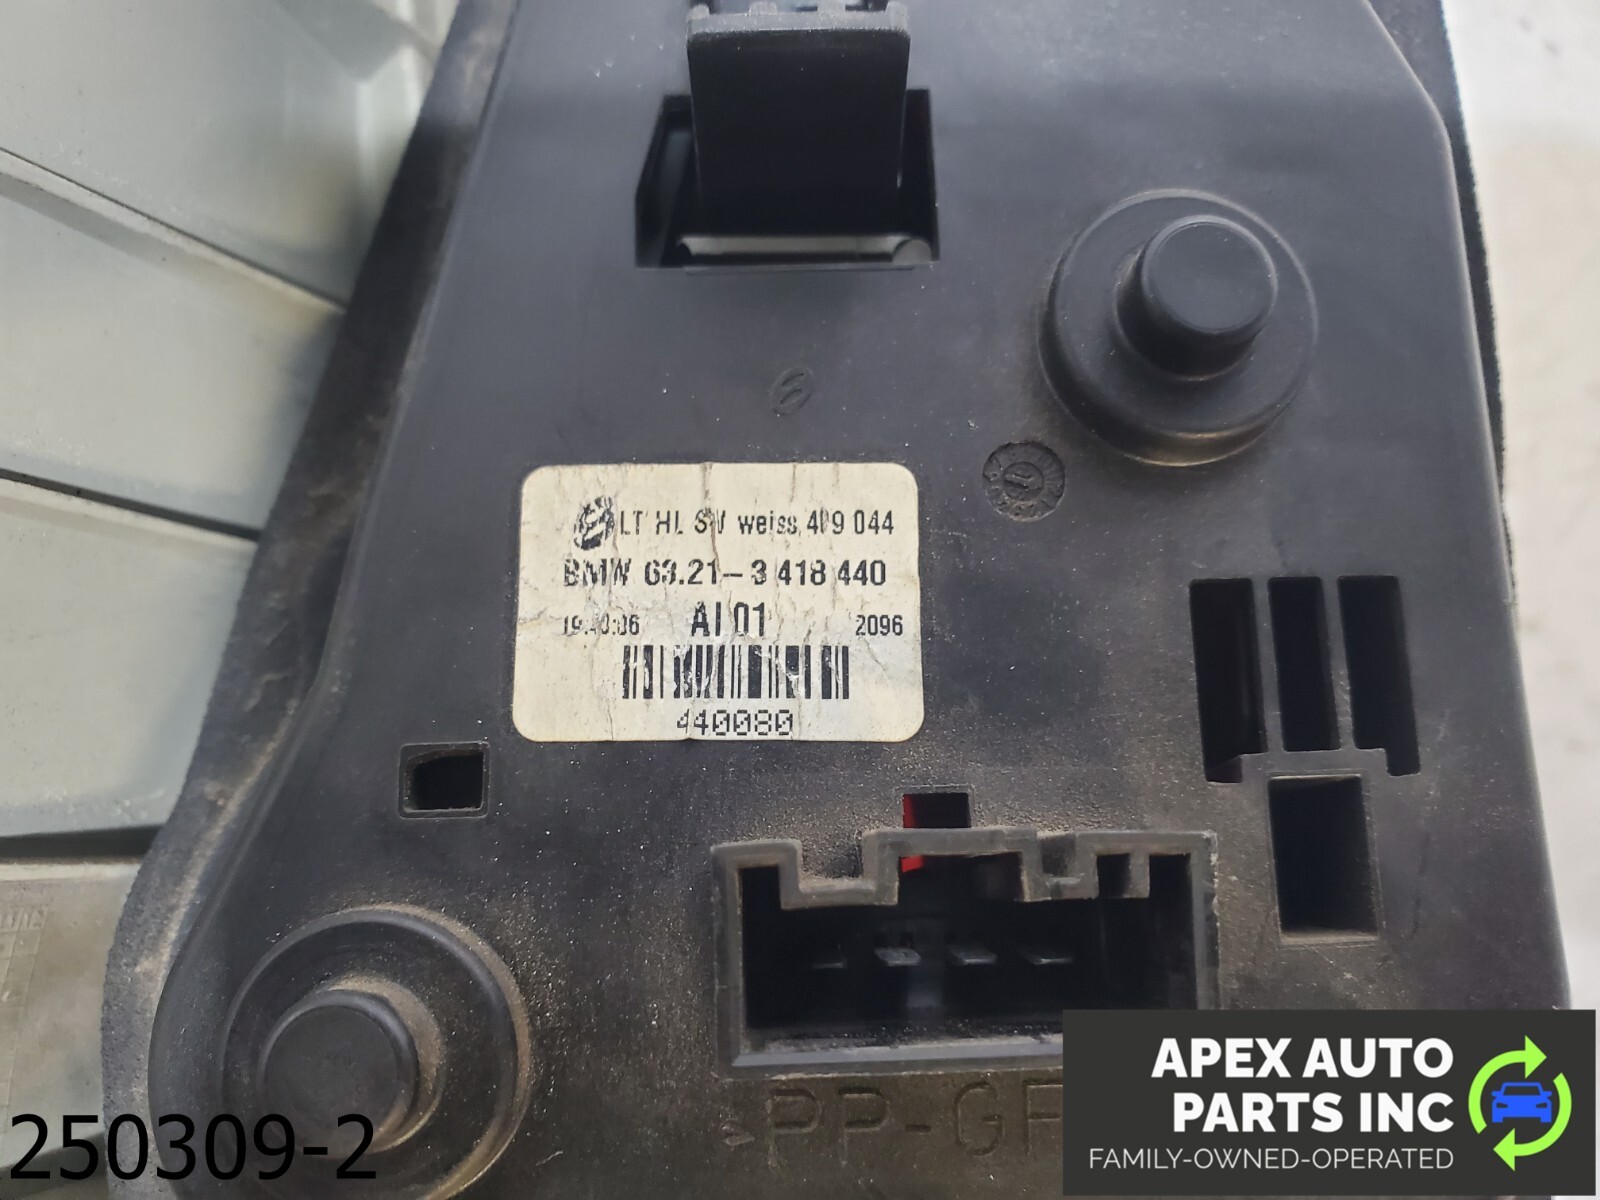 LT HL SW weiss 409 044
BMW 63.21-3 418 440
AI 01 2096
440080
PP-GF
250309-2
APEX AUTO
PARTS INC
FAMILY-OWNED-OPERATED